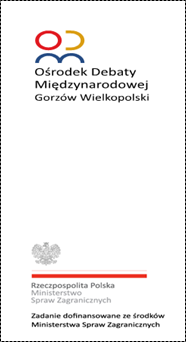 Ośrodek Debaty
Międzynarodowej
Gorzów Wielkopolski
Rzeczpospolita Polska
Ministerstwo
Spraw Zagranicznych
Zadanie dofinansowane ze środków
Ministerstwa Spraw Zagranicznych